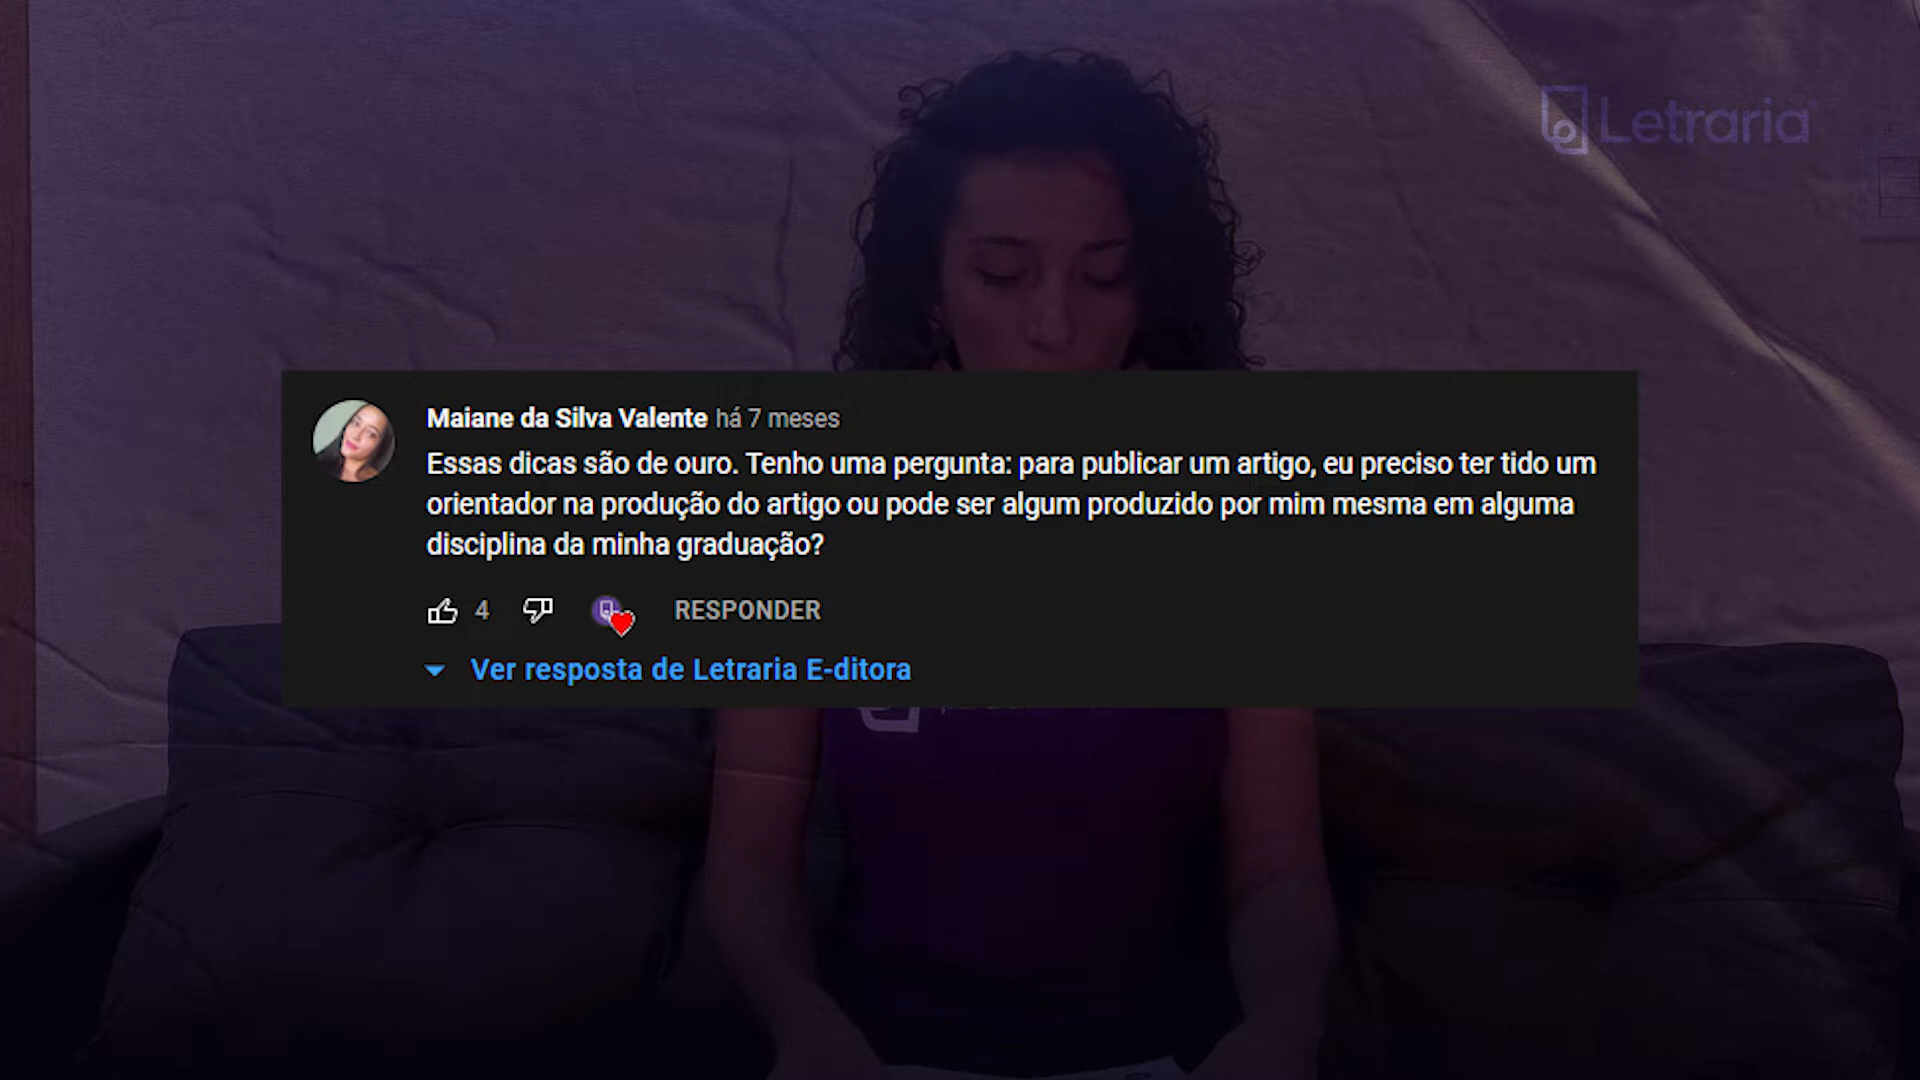 Letraria
Maiane da Silva Valente há 7 meses
Essas dicas são de ouro. Tenho uma pergunta: para publicar um artigo, eu preciso ter tido um
orientador na produção do artigo ou pode ser algum produzido por mim mesma em alguma
disciplina da minha graduação?
4
RESPONDER
Ver resposta de Letraria E-ditora